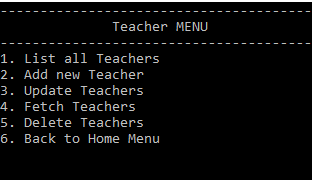 ---------------------------------------
Teacher MENU
---------------------------------------
1. List all Teachers
2. Add new Teacher
3. Update Teachers
4. Fetch Teachers
5. Delete Teachers
6. Back to Home Menu